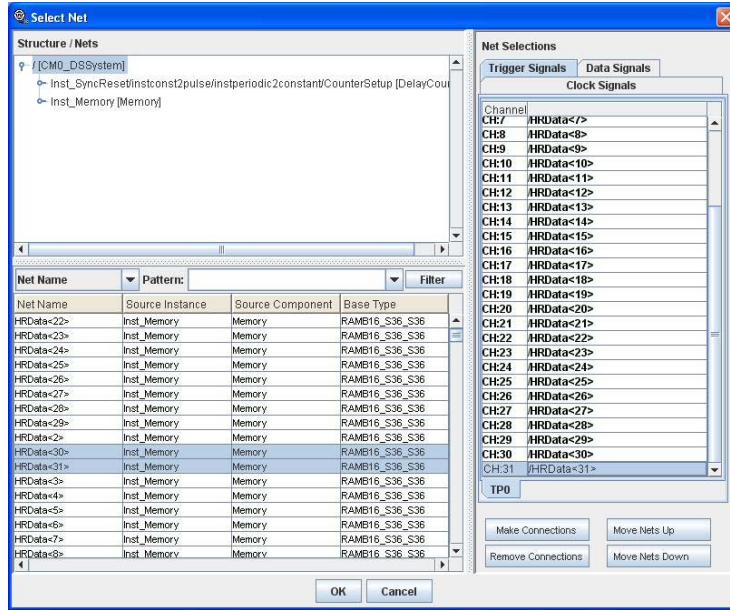 Select Net
Structure / Nets
/ [CM0_DSSystem]
Inst_SyncReset/instconst2pulse/instperiodic2constant/CounterSetup [DelayCou
Inst_Memory [Memory]
Net Name Pattern: Filter
Net Name Source Instance Source Component Base Type
HRData<22> Inst_Memory Memory RAMB16_S36_S36
HRData<23> Inst_Memory Memory RAMB16_S36_S36
HRData<24> Inst_Memory Memory RAMB16_S36_S36
HRData<25> Inst_Memory Memory RAMB16_S36_S36
HRData<26> Inst_Memory Memory RAMB16_S36_S36
HRData<27> Inst_Memory Memory RAMB16_S36_S36
HRData<28> Inst_Memory Memory RAMB16_S36_S36
HRData<29> Inst_Memory Memory RAMB16_S36_S36
HRData<2> Inst_Memory Memory RAMB16_S36_S36
HRData<30> Inst_Memory Memory RAMB16_S36_S36
HRData<31> Inst_Memory Memory RAMB16_S36_S36
HRData<3> Inst_Memory Memory RAMB16_S36_S36
HRData<4> Inst_Memory Memory RAMB16_S36_S36
HRData<5> Inst_Memory Memory RAMB16_S36_S36
HRData<6> Inst_Memory Memory RAMB16_S36_S36
HRData<7> Inst_Memory Memory RAMB16_S36_S36
HRData<8> Inst_Memory Memory RAMB16_S36_S36
Net Selections
Trigger Signals Data Signals
Clock Signals
Channel
CH:7 /HRData<7>
CH:8 /HRData<8>
CH:9 /HRData<9>
CH:10 /HRData<10>
CH:11 /HRData<11>
CH:12 /HRData<12>
CH:13 /HRData<13>
CH:14 /HRData<14>
CH:15 /HRData<15>
CH:16 /HRData<16>
CH:17 /HRData<17>
CH:18 /HRData<18>
CH:19 /HRData<19>
CH:20 /HRData<20>
CH:21 /HRData<21>
CH:22 /HRData<22>
CH:23 /HRData<23>
CH:24 /HRData<24>
CH:25 /HRData<25>
CH:26 /HRData<26>
CH:27 /HRData<27>
CH:28 /HRData<28>
CH:29 /HRData<29>
CH:30 /HRData<30>
CH:31 /HRData<31>
TP0
Make Connections Move Nets Up
Remove Connections Move Nets Down
OK Cancel